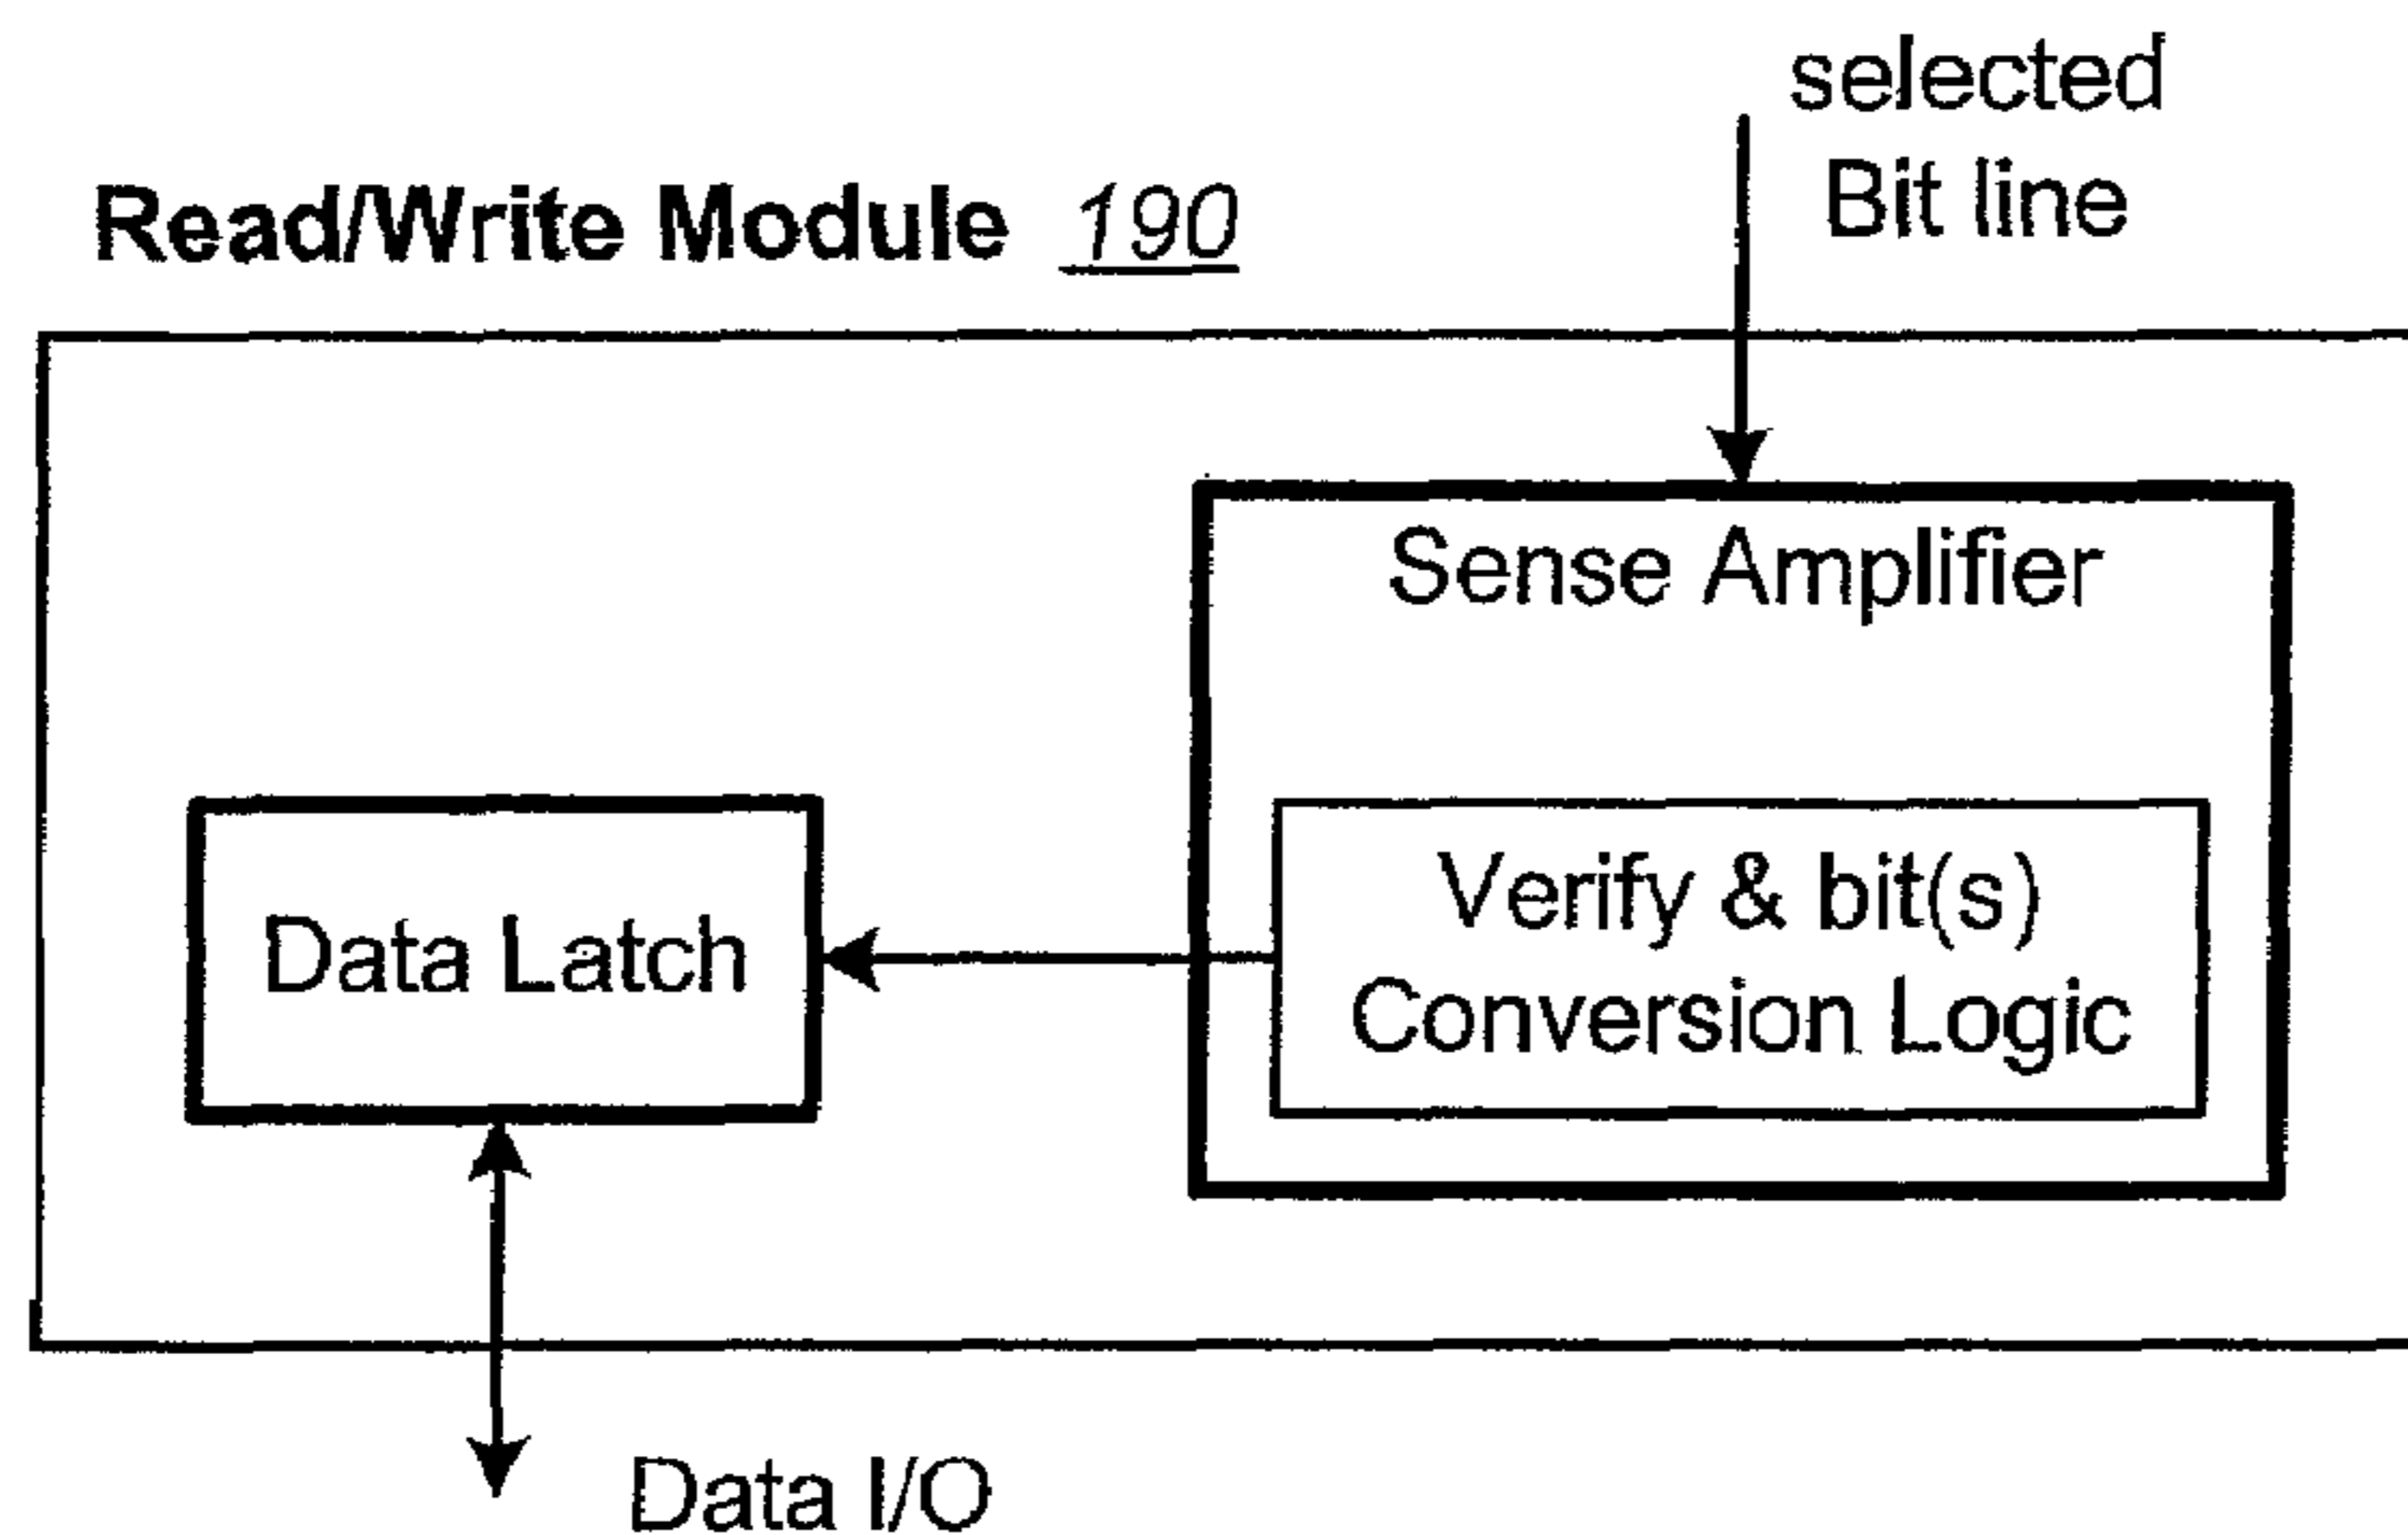 selected
Bit line
Read/Write Module 190
Sense Amplifier
Verify & bit(s)
Conversion Logic
Data Latch
Data I/O